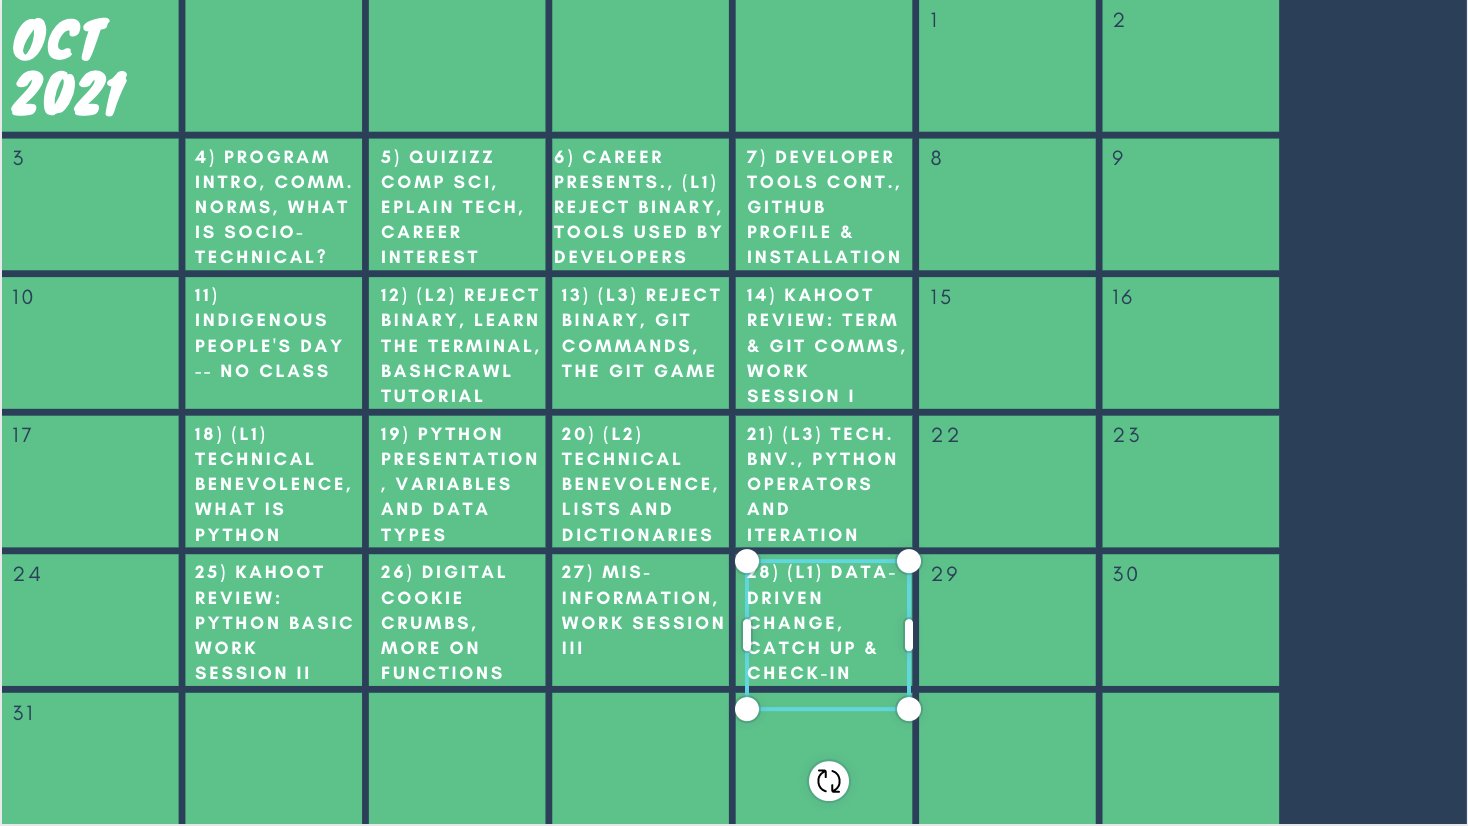 OCT
2021
1
2
3
4) PROGRAM
INTRO, COMM.
NORMS, WHAT
IS SOCIO-
TECHNICAL?
5) QUIZIZZ
COMP SCI,
EPLAIN TECH,
CAREER
INTEREST
6) CAREER
PRESENTS., (L1)
REJECT BINARY,
TOOLS USED BY
DEVELOPERS
7) DEVELOPER
TOOLS CONT.,
GITHUB
PROFILE &
INSTALLATION
8
9
10
11)
INDIGENOUS
PEOPLE'S DAY
-- NO CLASS
12) (L2) REJECT
BINARY, LEARN
THE TERMINAL,
BASHCRAWL
TUTORIAL
13) (L3) REJECT
BINARY, GIT
COMMANDS,
THE GIT GAME
14) KAHOOT
REVIEW: TERM
& GIT COMMS,
WORK
SESSION I
15
16
17
18) (L1)
TECHNICAL
BENEVOLENCE,
WHAT IS
PYTHON
19) PYTHON
PRESENTATION
, VARIABLES
AND DATA
TYPES
20) (L2)
TECHNICAL
BENEVOLENCE,
LISTS AND
DICTIONARIES
21) (L3) TECH.
BNV., PYTHON
OPERATORS
AND
ITERATION
22
23
24
25) KAHOOT
REVIEW:
PYTHON BASIC
WORK
SESSION II
26) DIGITAL
COOKIE
CRUMBS,
MORE ON
FUNCTIONS
27) MIS-
INFORMATION,
WORK SESSION
III
28) (L1) DATA-
DRIVEN
CHANGE,
CATCH UP &
CHECK-IN
29
30
31